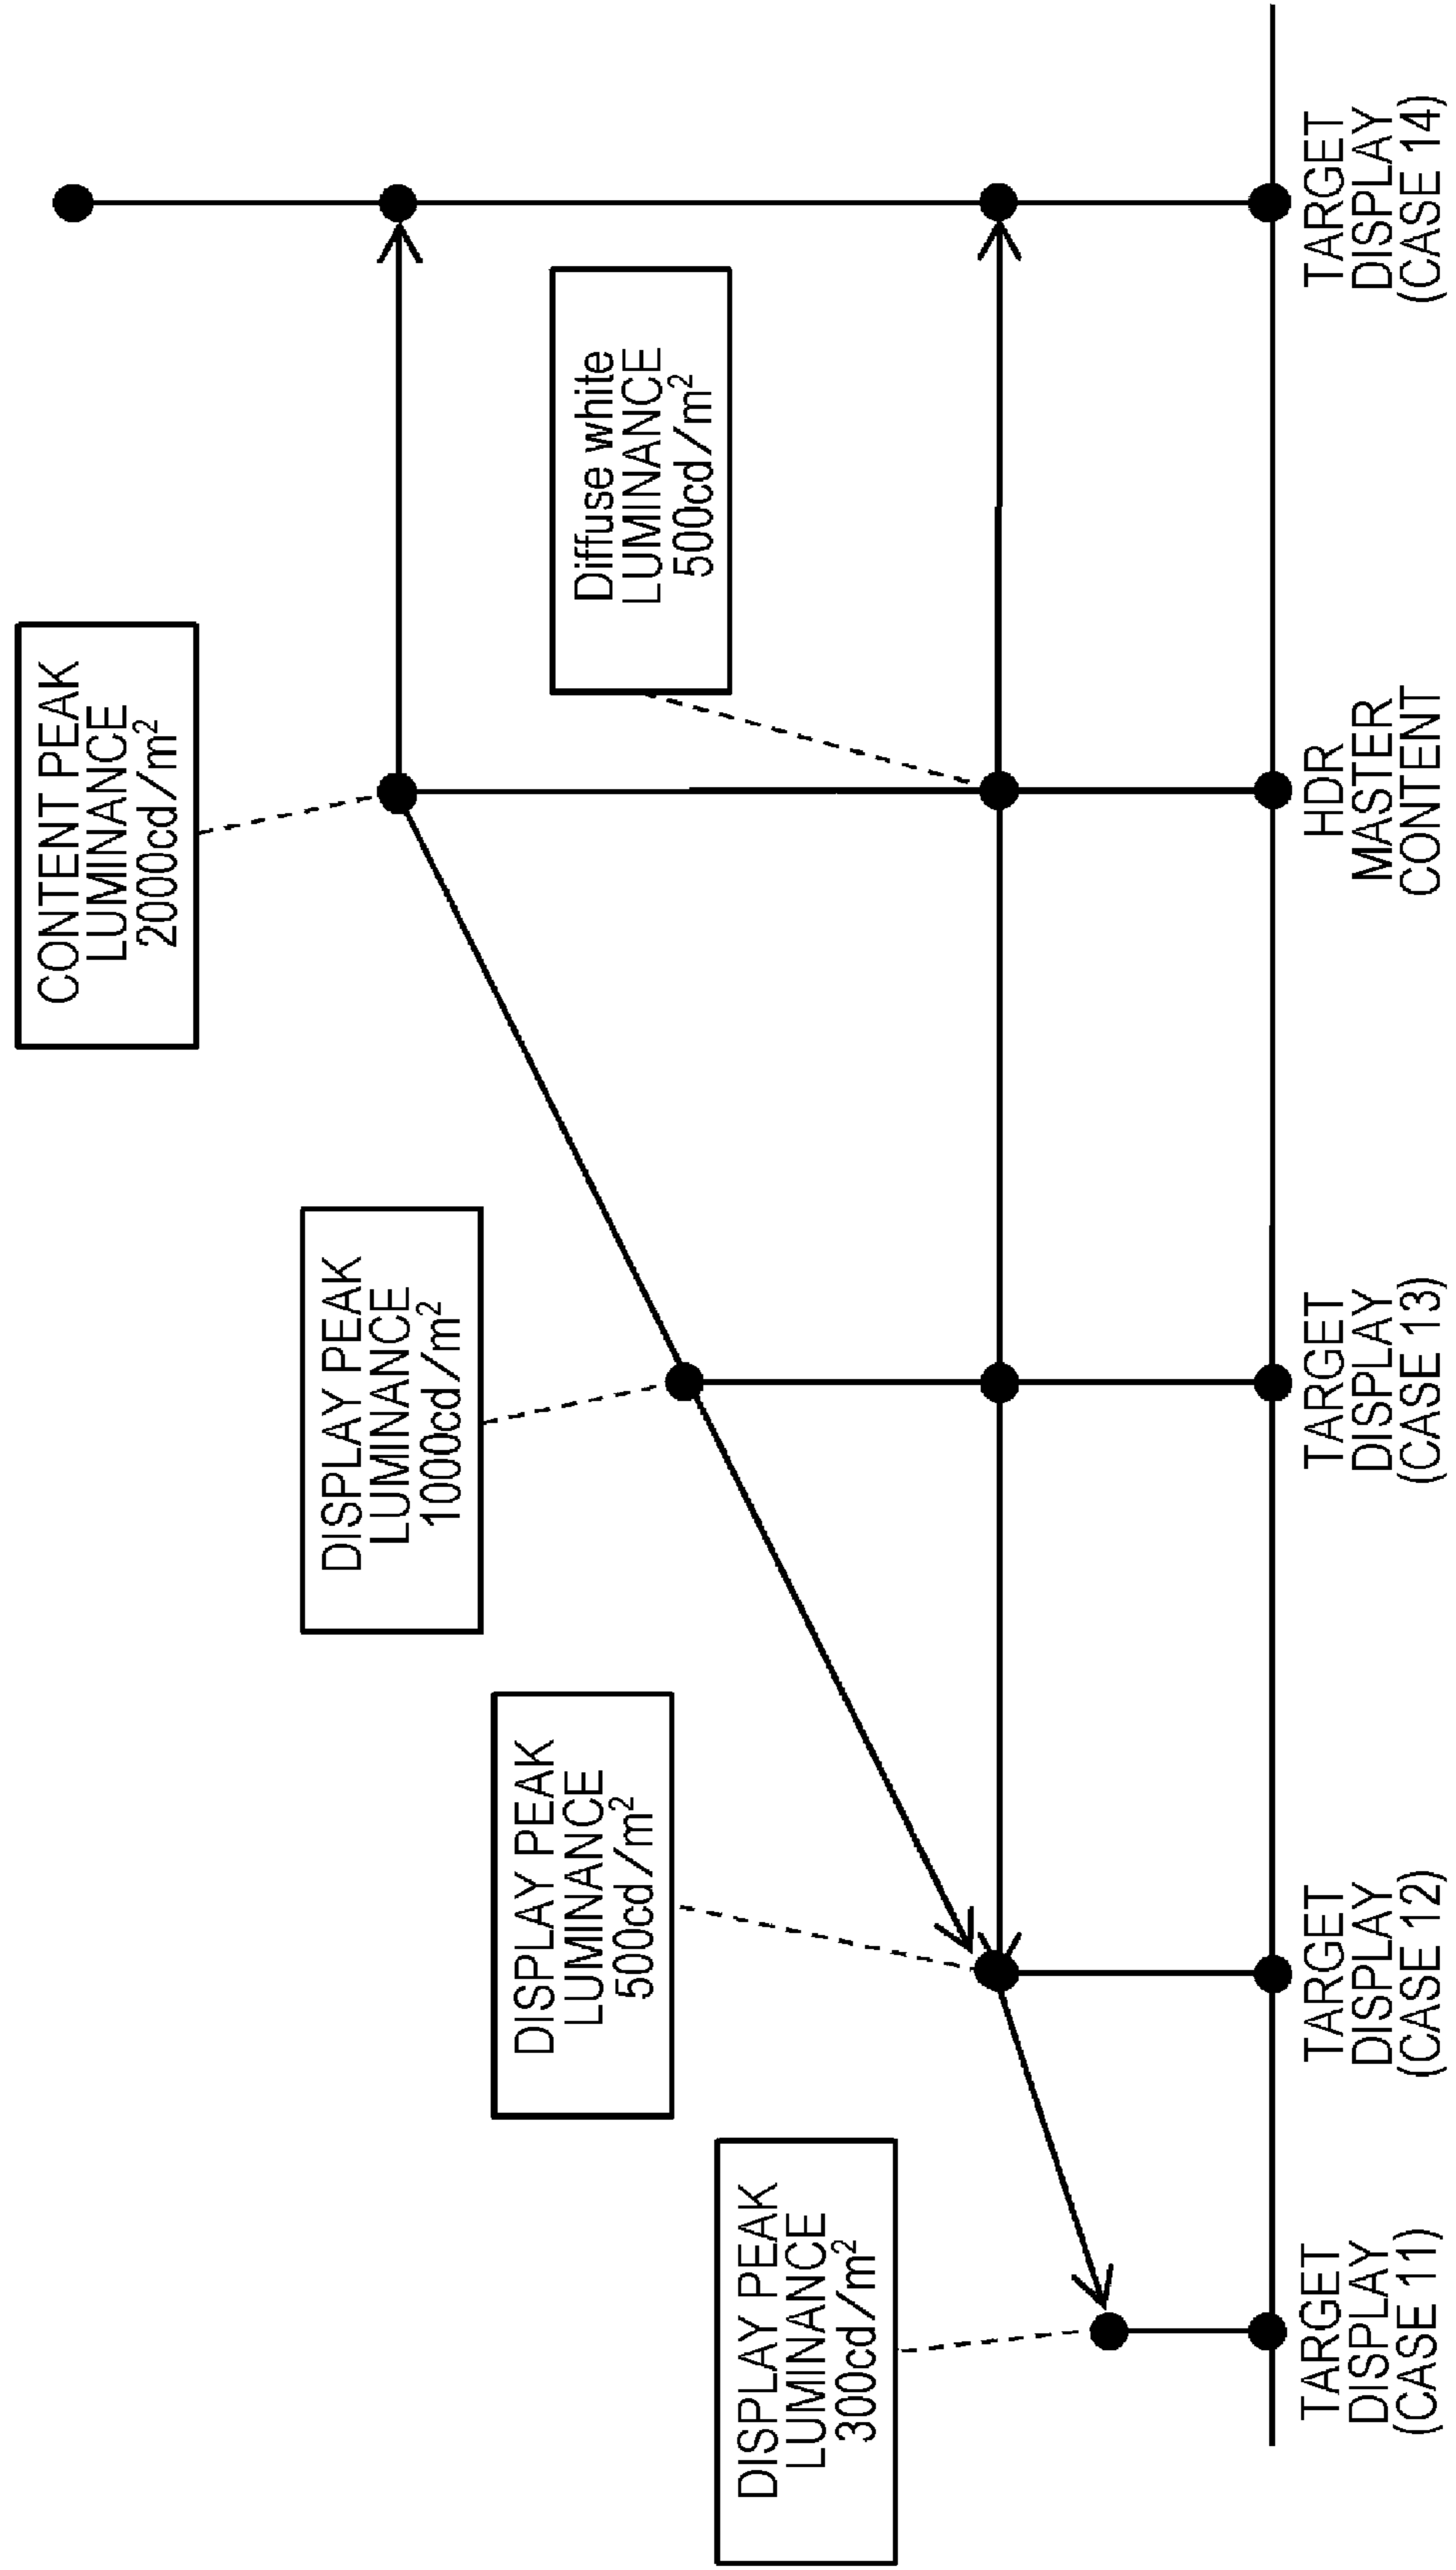 CONTENT PEAK
LUMINANCE
2000cd/m²
DISPLAY PEAK
LUMINANCE
1000cd/m²
DISPLAY PEAK
LUMINANCE
500cd/m²
Diffuse white
LUMINANCE
500cd/m²
DISPLAY PEAK
LUMINANCE
300cd/m²
TARGET
DISPLAY
(CASE 11)
TARGET
DISPLAY
(CASE 12)
TARGET
DISPLAY
(CASE 13)
HDR
MASTER
CONTENT
TARGET
DISPLAY
(CASE 14)